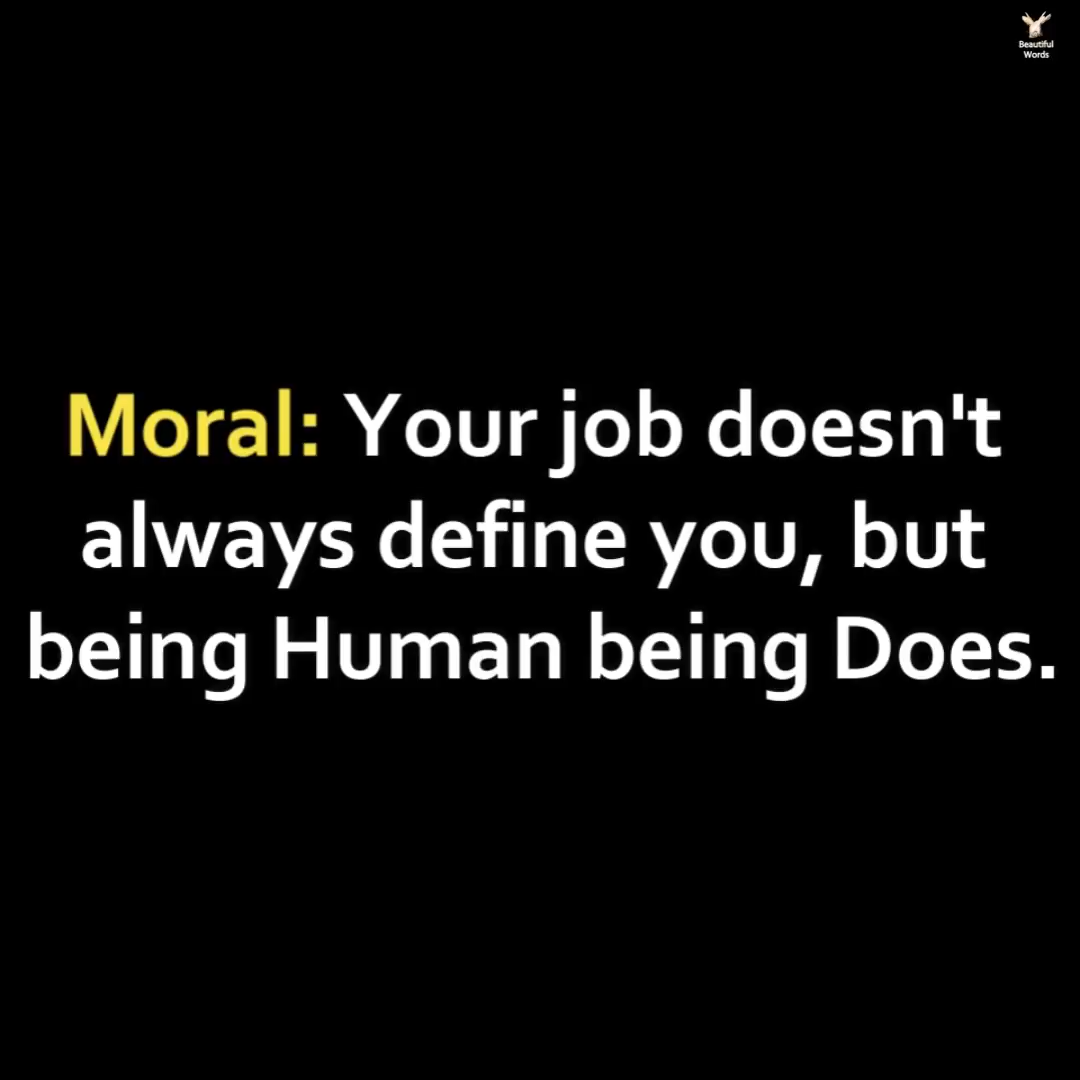 Beautiful
Words
Moral: Your job doesn't
always define you, but
being Human being Does.